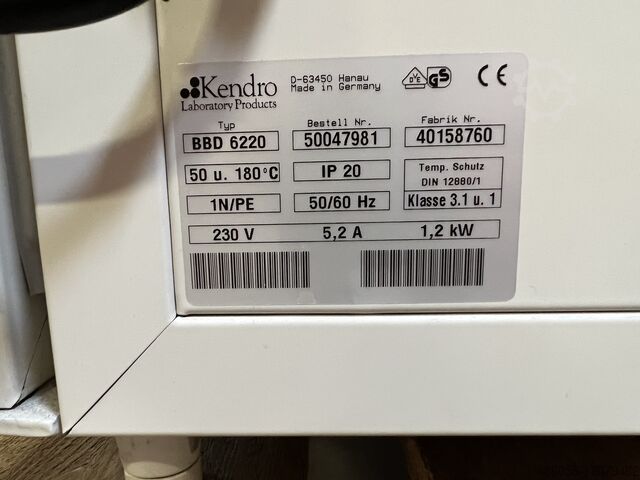 Kendro
Laboratory Products
D-63450 Hanau
Made in Germany
VDE GS CE
Typ Bestell Nr. Fabrik Nr.
BBD 6220 50047981 40158760
50 u. 180°C IP 20 Temp. Schutz
DIN 12880/1
1N/PE 50/60 Hz Klasse 3.1 u. 1
230 V 5,2 A 1,2 kW